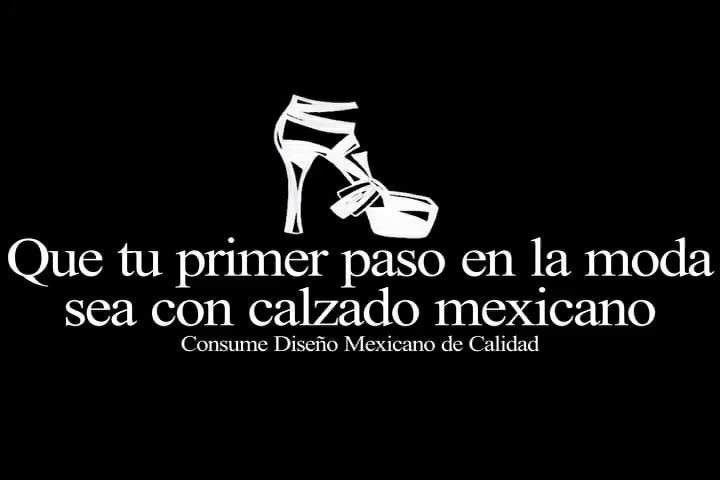 Que tu primer paso en la moda
sea con calzado mexicano
Consume Diseño Mexicano de Calidad